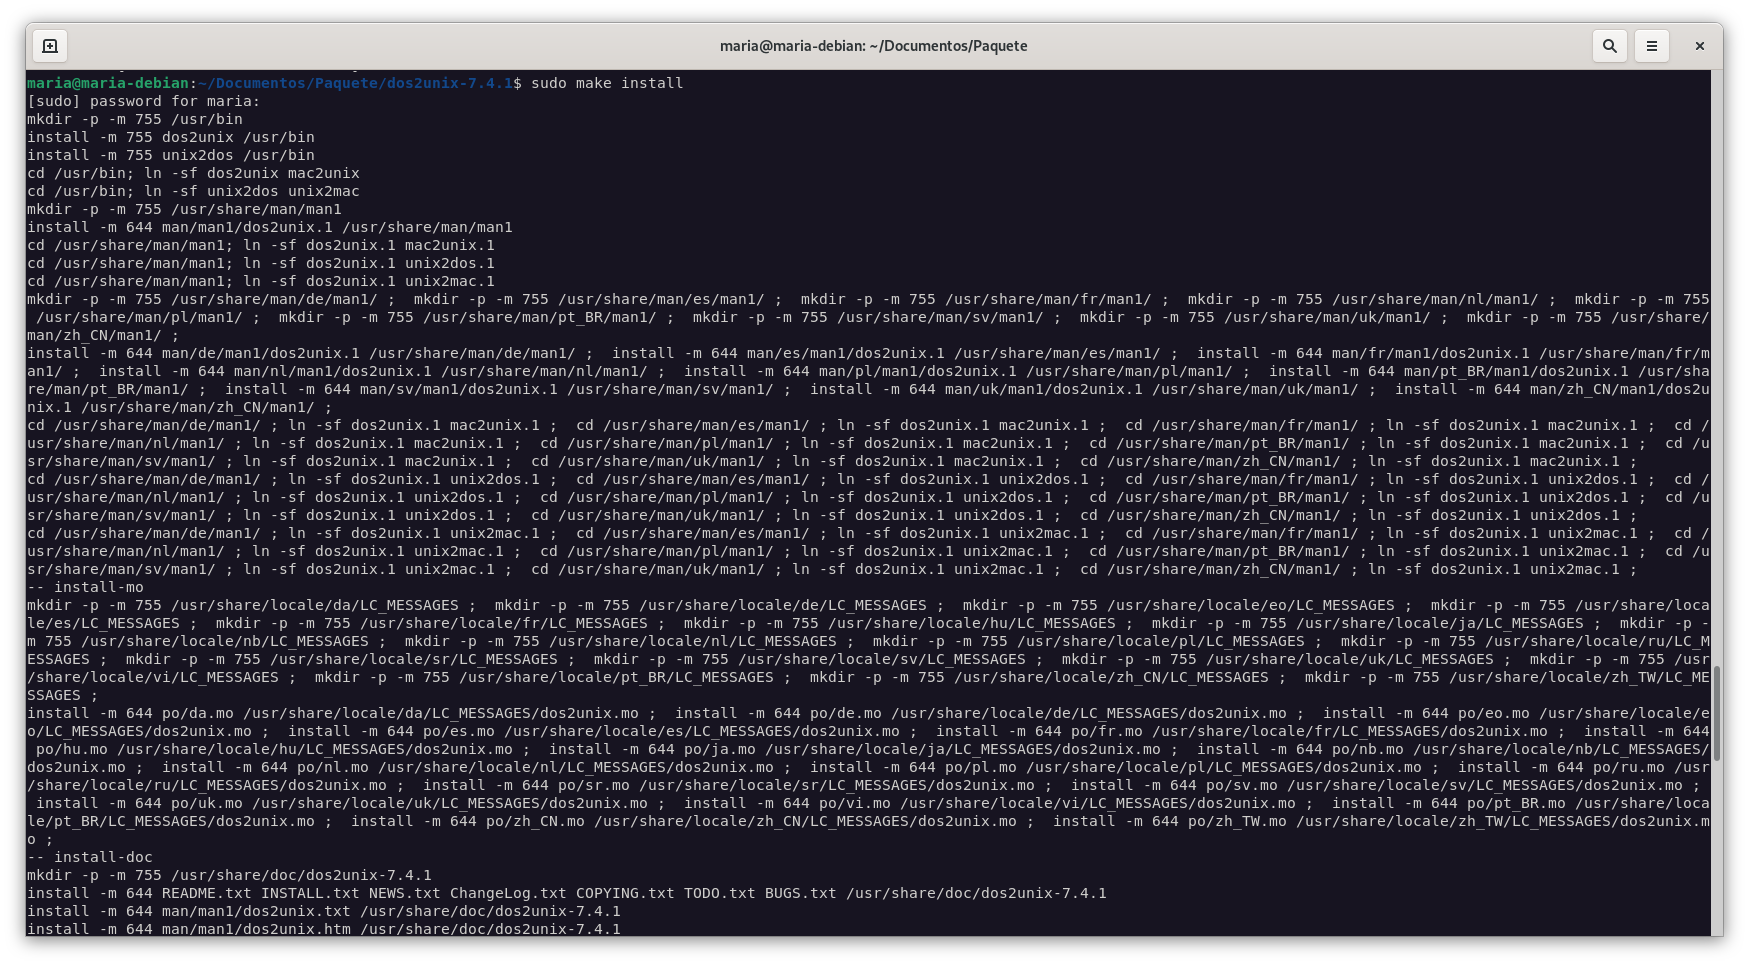 maria@maria-debian: ~/Documentos/Paquete
maria@maria-debian:~/Documentos/Paquete/dos2unix-7.4.1$ sudo make install
[sudo] password for maria:
mkdir -p -m 755 /usr/bin
install -m 755 dos2unix /usr/bin
install -m 755 unix2dos /usr/bin
cd /usr/bin; ln -sf dos2unix mac2unix
cd /usr/bin; ln -sf unix2dos unix2mac
mkdir -p -m 755 /usr/share/man/man1
install -m 644 man/man1/dos2unix.1 /usr/share/man/man1
cd /usr/share/man/man1; ln -sf dos2unix.1 mac2unix.1
cd /usr/share/man/man1; ln -sf dos2unix.1 unix2dos.1
cd /usr/share/man/man1; ln -sf dos2unix.1 unix2mac.1
mkdir -p -m 755 /usr/share/man/de/man1/ ;  mkdir -p -m 755 /usr/share/man/es/man1/ ;  mkdir -p -m 755 /usr/share/man/fr/man1/ ;  mkdir -p -m 755 /usr/share/man/nl/man1/ ;  mkdir -p -m 755
 /usr/share/man/pl/man1/ ;  mkdir -p -m 755 /usr/share/man/pt_BR/man1/ ;  mkdir -p -m 755 /usr/share/man/sv/man1/ ;  mkdir -p -m 755 /usr/share/man/uk/man1/ ;  mkdir -p -m 755 /usr/share/
man/zh_CN/man1/ ;
install -m 644 man/de/man1/dos2unix.1 /usr/share/man/de/man1/ ;  install -m 644 man/es/man1/dos2unix.1 /usr/share/man/es/man1/ ;  install -m 644 man/fr/man1/dos2unix.1 /usr/share/man/fr/m
an1/ ;  install -m 644 man/nl/man1/dos2unix.1 /usr/share/man/nl/man1/ ;  install -m 644 man/pl/man1/dos2unix.1 /usr/share/man/pl/man1/ ;  install -m 644 man/pt_BR/man1/dos2unix.1 /usr/sha
re/man/pt_BR/man1/ ;  install -m 644 man/sv/man1/dos2unix.1 /usr/share/man/sv/man1/ ;  install -m 644 man/uk/man1/dos2unix.1 /usr/share/man/uk/man1/ ;  install -m 644 man/zh_CN/man1/dos2u
nix.1 /usr/share/man/zh_CN/man1/ ;
cd /usr/share/man/de/man1/ ; ln -sf dos2unix.1 mac2unix.1 ;  cd /usr/share/man/es/man1/ ; ln -sf dos2unix.1 mac2unix.1 ;  cd /usr/share/man/fr/man1/ ; ln -sf dos2unix.1 mac2unix.1 ;  cd /
usr/share/man/nl/man1/ ; ln -sf dos2unix.1 mac2unix.1 ;  cd /usr/share/man/pl/man1/ ; ln -sf dos2unix.1 mac2unix.1 ;  cd /usr/share/man/pt_BR/man1/ ; ln -sf dos2unix.1 mac2unix.1 ;  cd /u
sr/share/man/sv/man1/ ; ln -sf dos2unix.1 mac2unix.1 ;  cd /usr/share/man/uk/man1/ ; ln -sf dos2unix.1 mac2unix.1 ;  cd /usr/share/man/zh_CN/man1/ ; ln -sf dos2unix.1 mac2unix.1 ;
cd /usr/share/man/de/man1/ ; ln -sf dos2unix.1 unix2dos.1 ;  cd /usr/share/man/es/man1/ ; ln -sf dos2unix.1 unix2dos.1 ;  cd /usr/share/man/fr/man1/ ; ln -sf dos2unix.1 unix2dos.1 ;  cd /
usr/share/man/nl/man1/ ; ln -sf dos2unix.1 unix2dos.1 ;  cd /usr/share/man/pl/man1/ ; ln -sf dos2unix.1 unix2dos.1 ;  cd /usr/share/man/pt_BR/man1/ ; ln -sf dos2unix.1 unix2dos.1 ;  cd /u
sr/share/man/sv/man1/ ; ln -sf dos2unix.1 unix2dos.1 ;  cd /usr/share/man/uk/man1/ ; ln -sf dos2unix.1 unix2dos.1 ;  cd /usr/share/man/zh_CN/man1/ ; ln -sf dos2unix.1 unix2dos.1 ;
cd /usr/share/man/de/man1/ ; ln -sf dos2unix.1 unix2mac.1 ;  cd /usr/share/man/es/man1/ ; ln -sf dos2unix.1 unix2mac.1 ;  cd /usr/share/man/fr/man1/ ; ln -sf dos2unix.1 unix2mac.1 ;  cd /
usr/share/man/nl/man1/ ; ln -sf dos2unix.1 unix2mac.1 ;  cd /usr/share/man/pl/man1/ ; ln -sf dos2unix.1 unix2mac.1 ;  cd /usr/share/man/pt_BR/man1/ ; ln -sf dos2unix.1 unix2mac.1 ;  cd /u
sr/share/man/sv/man1/ ; ln -sf dos2unix.1 unix2mac.1 ;  cd /usr/share/man/uk/man1/ ; ln -sf dos2unix.1 unix2mac.1 ;  cd /usr/share/man/zh_CN/man1/ ; ln -sf dos2unix.1 unix2mac.1 ;
-- install-mo
mkdir -p -m 755 /usr/share/locale/da/LC_MESSAGES ;  mkdir -p -m 755 /usr/share/locale/de/LC_MESSAGES ;  mkdir -p -m 755 /usr/share/locale/eo/LC_MESSAGES ;  mkdir -p -m 755 /usr/share/loca
le/es/LC_MESSAGES ;  mkdir -p -m 755 /usr/share/locale/fr/LC_MESSAGES ;  mkdir -p -m 755 /usr/share/locale/hu/LC_MESSAGES ;  mkdir -p -m 755 /usr/share/locale/ja/LC_MESSAGES ;  mkdir -p -
m 755 /usr/share/locale/nb/LC_MESSAGES ;  mkdir -p -m 755 /usr/share/locale/nl/LC_MESSAGES ;  mkdir -p -m 755 /usr/share/locale/pl/LC_MESSAGES ;  mkdir -p -m 755 /usr/share/locale/ru/LC_M
ESSAGES ;  mkdir -p -m 755 /usr/share/locale/sr/LC_MESSAGES ;  mkdir -p -m 755 /usr/share/locale/sv/LC_MESSAGES ;  mkdir -p -m 755 /usr/share/locale/uk/LC_MESSAGES ;  mkdir -p -m 755 /usr
/share/locale/vi/LC_MESSAGES ;  mkdir -p -m 755 /usr/share/locale/pt_BR/LC_MESSAGES ;  mkdir -p -m 755 /usr/share/locale/zh_CN/LC_MESSAGES ;  mkdir -p -m 755 /usr/share/locale/zh_TW/LC_ME
SSAGES ;
install -m 644 po/da.mo /usr/share/locale/da/LC_MESSAGES/dos2unix.mo ;  install -m 644 po/de.mo /usr/share/locale/de/LC_MESSAGES/dos2unix.mo ;  install -m 644 po/eo.mo /usr/share/locale/e
o/LC_MESSAGES/dos2unix.mo ;  install -m 644 po/es.mo /usr/share/locale/es/LC_MESSAGES/dos2unix.mo ;  install -m 644 po/fr.mo /usr/share/locale/fr/LC_MESSAGES/dos2unix.mo ;  install -m 644
 po/hu.mo /usr/share/locale/hu/LC_MESSAGES/dos2unix.mo ;  install -m 644 po/ja.mo /usr/share/locale/ja/LC_MESSAGES/dos2unix.mo ;  install -m 644 po/nb.mo /usr/share/locale/nb/LC_MESSAGES/
dos2unix.mo ;  install -m 644 po/nl.mo /usr/share/locale/nl/LC_MESSAGES/dos2unix.mo ;  install -m 644 po/pl.mo /usr/share/locale/pl/LC_MESSAGES/dos2unix.mo ;  install -m 644 po/ru.mo /usr
/share/locale/ru/LC_MESSAGES/dos2unix.mo ;  install -m 644 po/sr.mo /usr/share/locale/sr/LC_MESSAGES/dos2unix.mo ;  install -m 644 po/sv.mo /usr/share/locale/sv/LC_MESSAGES/dos2unix.mo ;
 install -m 644 po/uk.mo /usr/share/locale/uk/LC_MESSAGES/dos2unix.mo ;  install -m 644 po/vi.mo /usr/share/locale/vi/LC_MESSAGES/dos2unix.mo ;  install -m 644 po/pt_BR.mo /usr/share/loca
le/pt_BR/LC_MESSAGES/dos2unix.mo ;  install -m 644 po/zh_CN.mo /usr/share/locale/zh_CN/LC_MESSAGES/dos2unix.mo ;  install -m 644 po/zh_TW.mo /usr/share/locale/zh_TW/LC_MESSAGES/dos2unix.m
o ;
-- install-doc
mkdir -p -m 755 /usr/share/doc/dos2unix-7.4.1
install -m 644 README.txt INSTALL.txt NEWS.txt ChangeLog.txt COPYING.txt TODO.txt BUGS.txt /usr/share/doc/dos2unix-7.4.1
install -m 644 man/man1/dos2unix.txt /usr/share/doc/dos2unix-7.4.1
install -m 644 man/man1/dos2unix.htm /usr/share/doc/dos2unix-7.4.1